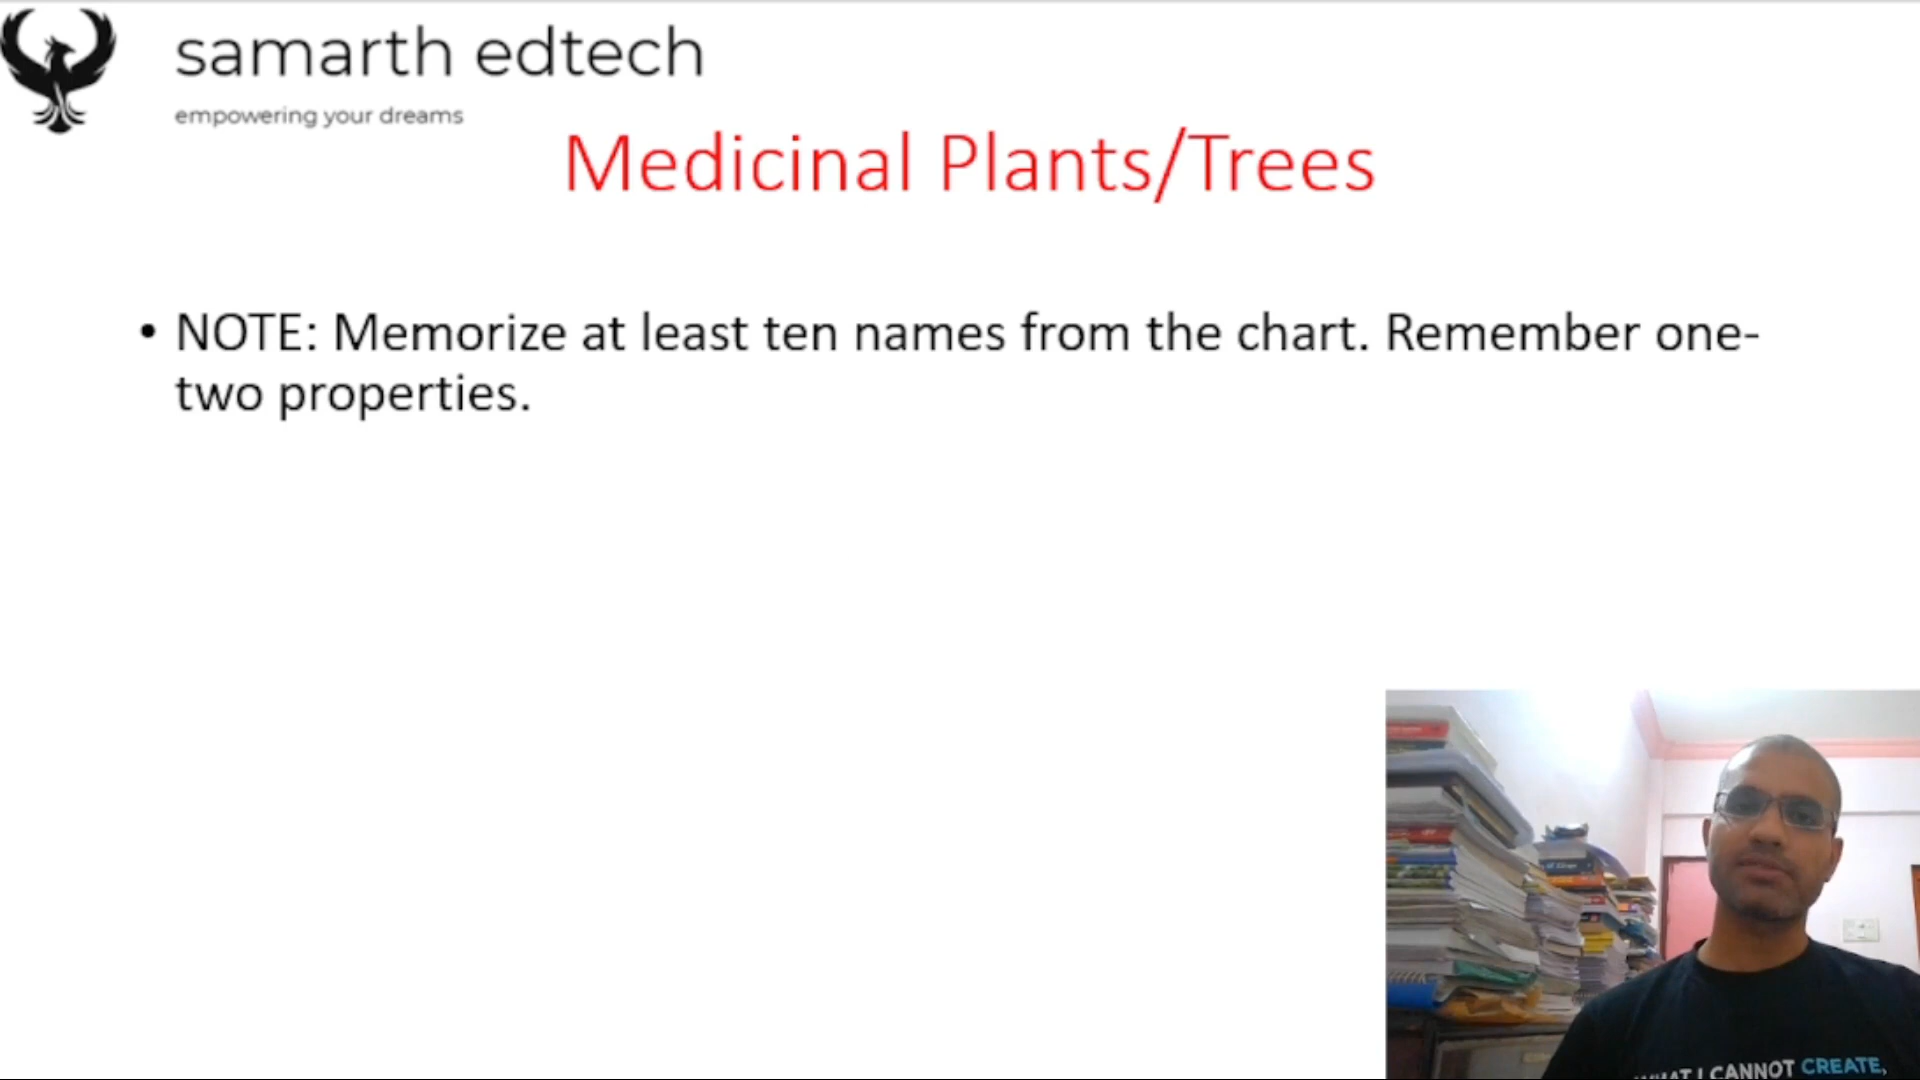 samarth edtech
empowering your dreams
Medicinal Plants/Trees
• NOTE: Memorize at least ten names from the chart. Remember one-
two properties.
WHAT I CANNOT CREATE,